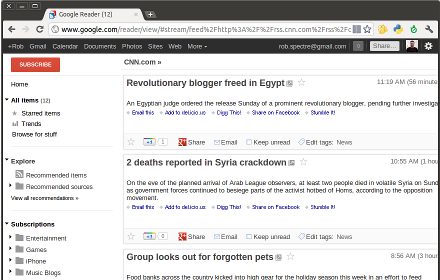 Google Reader (12)
www.google.com/reader/view/#stream/feed%2Fhttp%3A%2F%2Frss.cnn.com%2Frss%2Fc
+Rob Gmail Calendar Documents Photos Sites Web More
rob.spectre@gmail.com 0 Share...
SUBSCRIBE
CNN.com »
Home
All items (12)
Starred items
Trends
Browse for stuff
Explore
Recommended items
Recommended sources
View all recommendations »
Subscriptions
Entertainment
Games
iPhone
Music Blogs
Revolutionary blogger freed in Egypt
11:19 AM (56 minute
An Egyptian judge ordered the release Sunday of a prominent revolutionary blogger, pending further investiga
Email this Add to del.icio.us Digg This! Share on Facebook Stumble It!
+1 1 Share Email Keep unread Edit tags: News
2 deaths reported in Syria crackdown
10:55 AM (1 hou
On the eve of the planned arrival of Arab League observers, at least two people died in volatile Syria on Sund
as government forces continued to besiege parts of the activist hotbed of Homs, according to the opposition
movement.
Email this Add to del.icio.us Digg This! Share on Facebook Stumble It!
+1 0 Share Email Keep unread Edit tags: News
Group looks out for forgotten pets
8:56 AM (3 hour
Food banks across the country kicked into high gear for the holiday season this week in an effort to feed